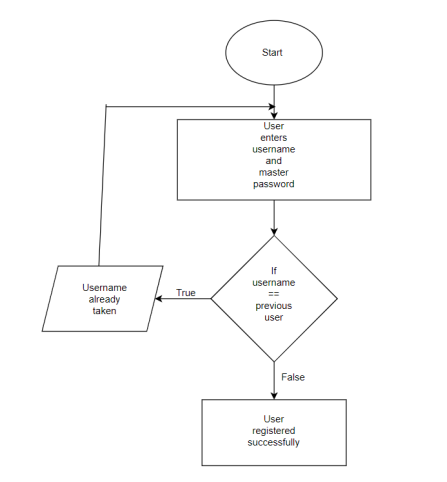 Start
User
enters
username
and
master
password
If
username
==
previous
user
True
Username
already
taken
False
User
registered
successfully